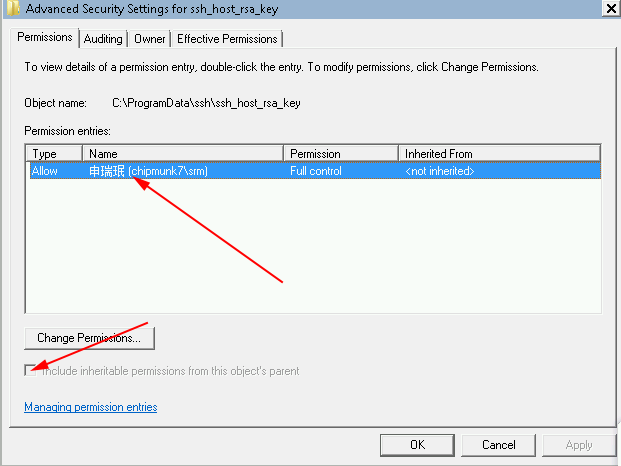 Advanced Security Settings for ssh_host_rsa_key
Permissions Auditing Owner Effective Permissions
To view details of a permission entry, double-click the entry. To modify permissions, click Change Permissions.
Object name: C:\ProgramData\ssh\ssh_host_rsa_key
Permission entries:
Type Name Permission Inherited From
Allow 申瑞珉 (chipmunk7\srm) Full control <not inherited>
Change Permissions...
Include inheritable permissions from this object's parent
Managing permission entries
OK Cancel Apply